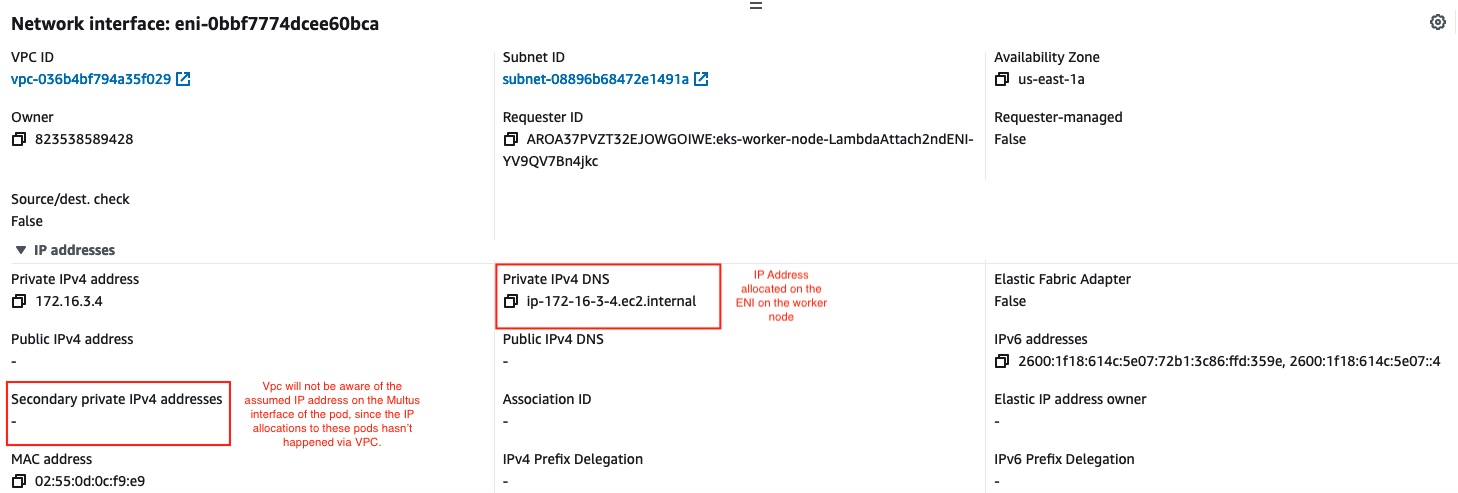 Network interface: eni-0bbf7774dcee60bca
VPC ID
vpc-036b4bf794a35f029
Subnet ID
subnet-08896b68472e1491a
Availability Zone
us-east-1a
Owner
823538589428
Requester ID
AROA37PVZT32EJOWGOIWE:eks-worker-node-LambdaAttach2ndENI-
YV9QV7Bn4jkc
Requester-managed
False
Source/dest. check
False
IP addresses
Private IPv4 address
172.16.3.4
Private IPv4 DNS
ip-172-16-3-4.ec2.internal
IP Address
allocated on the
ENI on the worker
node
Elastic Fabric Adapter
False
Public IPv4 address
-
Public IPv4 DNS
-
IPv6 addresses
2600:1f18:614c:5e07:72b1:3c86:ffd:359e, 2600:1f18:614c:5e07::4
Secondary private IPv4 addresses
-
Vpc will not be aware of the
assumed IP address on the Multus
interface of the pod, since the IP
allocations to these pods hasn't
happened via VPC.
Association ID
-
Elastic IP address owner
-
MAC address
02:55:0d:0c:f9:e9
IPv4 Prefix Delegation
-
IPv6 Prefix Delegation
-